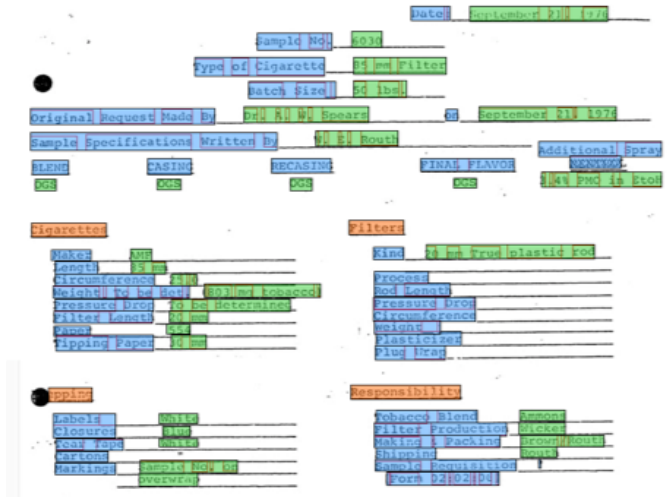 Date: September 21, 1976
Sample No. 6030
Type of Cigarette 85 mm Filter
Batch Size 50 lbs.
Original Request Made By Dr. A. W. Spears on September 21, 1976
Sample Specifications Written By W. E. Routh
Additional Spray
BLEND CASING RECASING FINAL FLAVOR
OGS OGS OGS OGS 3.4% PMO in EtoH
Cigarettes Filters
Maker AMF Kind 20 mm True plastic rod
Length 85 mm
Circumference Process
Weight To be det. (803 mg tobacco) Rod Length
Pressure Drop To be determined Pressure Drop
Filter Length 20 mm Circumference
Paper 556 Weight
Tipping Paper 30 mm Plasticizer
Plug Wrap
Responsibility
Labels White Tobacco Blend Ammons
Closures Blue Filter Production Wicker
Tear Tape White Making & Packing Grown/Routh
Cartons Shipping Routh
Markings Sample No. on Sample Requisition
overwrap Form 02:02:00